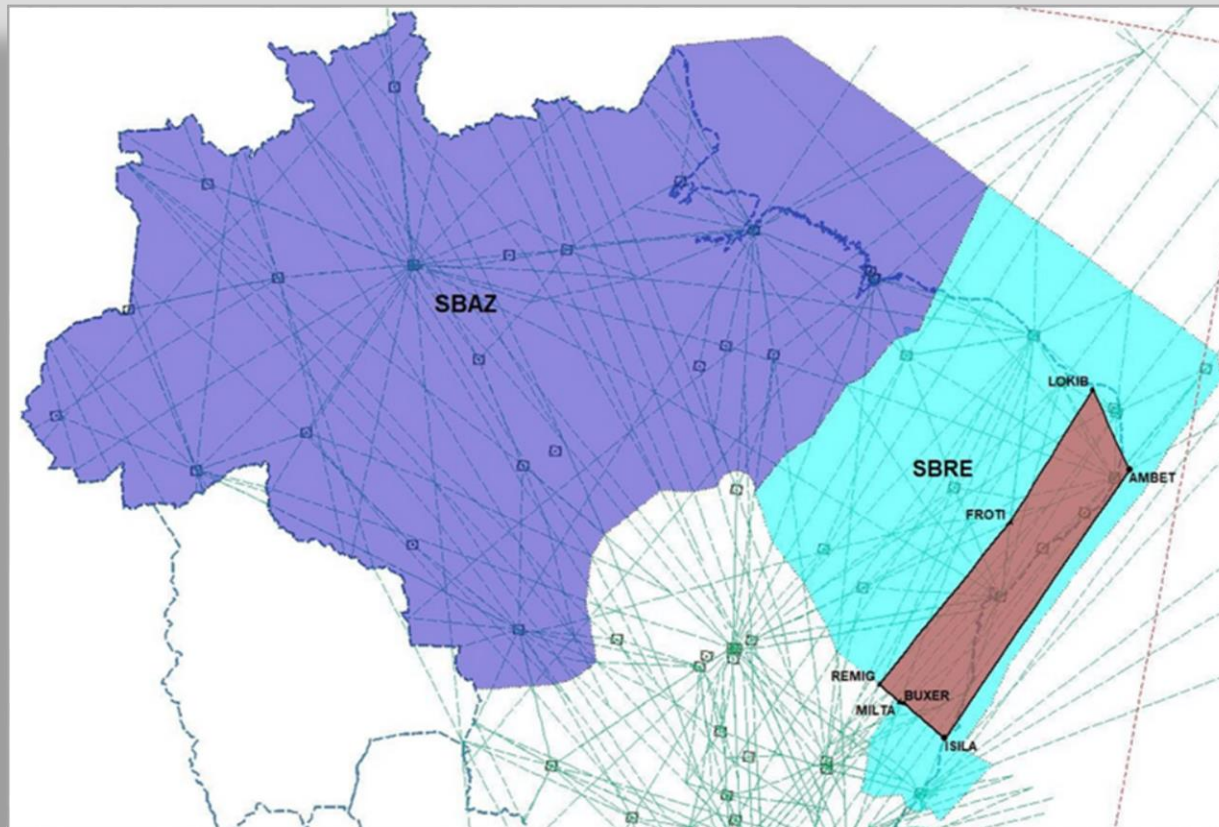 SBAZ
LOKIB
SBRE
AMBET
FROTI
REMIG
BUXER
MILTA
ISILA